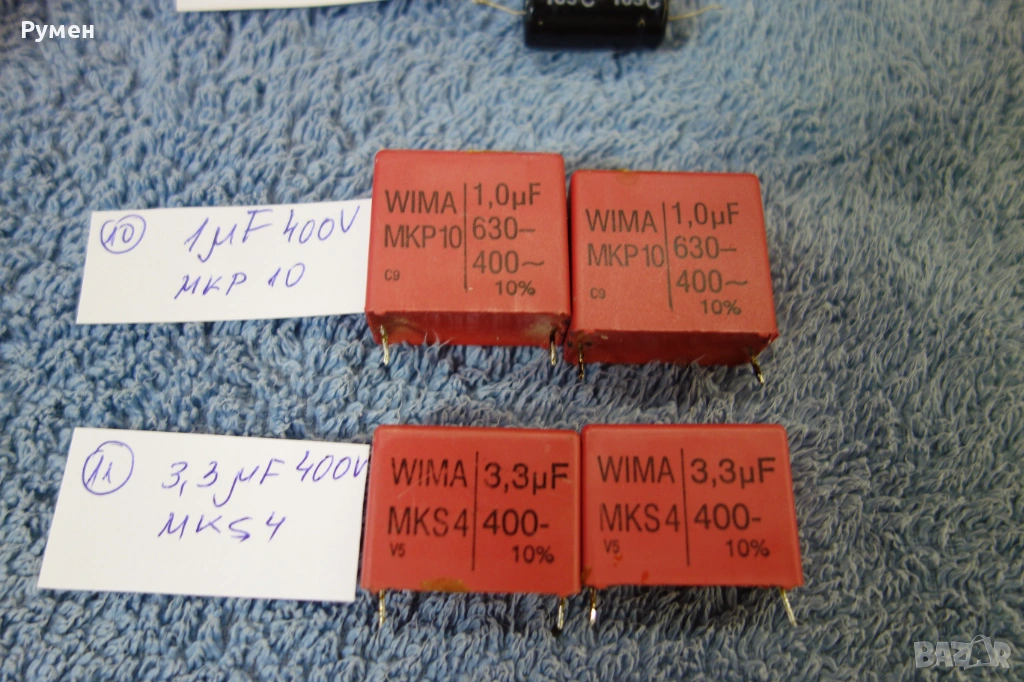 Румен
105°C 105°C
10
1µF 400V
MKP 10
WIMA
MKP10
C9
1,0µF
630–
400~
10%
WIMA
MKP10
C9
1,0µF
630–
400~
10%
11
3,3µF 400V
MKS4
WIMA
MKS4
V5
3,3µF
400-
10%
WIMA
MKS4
V5
3,3µF
400-
10%
BAZAR